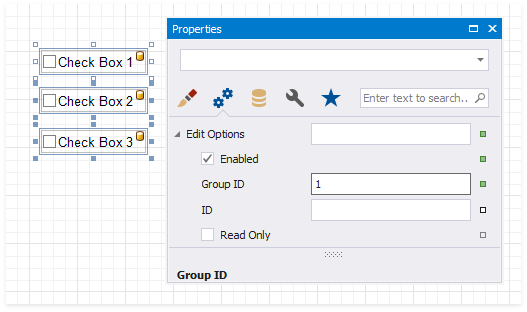 Check Box 1
Check Box 2
Check Box 3
Properties
Enter text to search..
Edit Options
Enabled
Group ID
1
ID
Read Only
Group ID